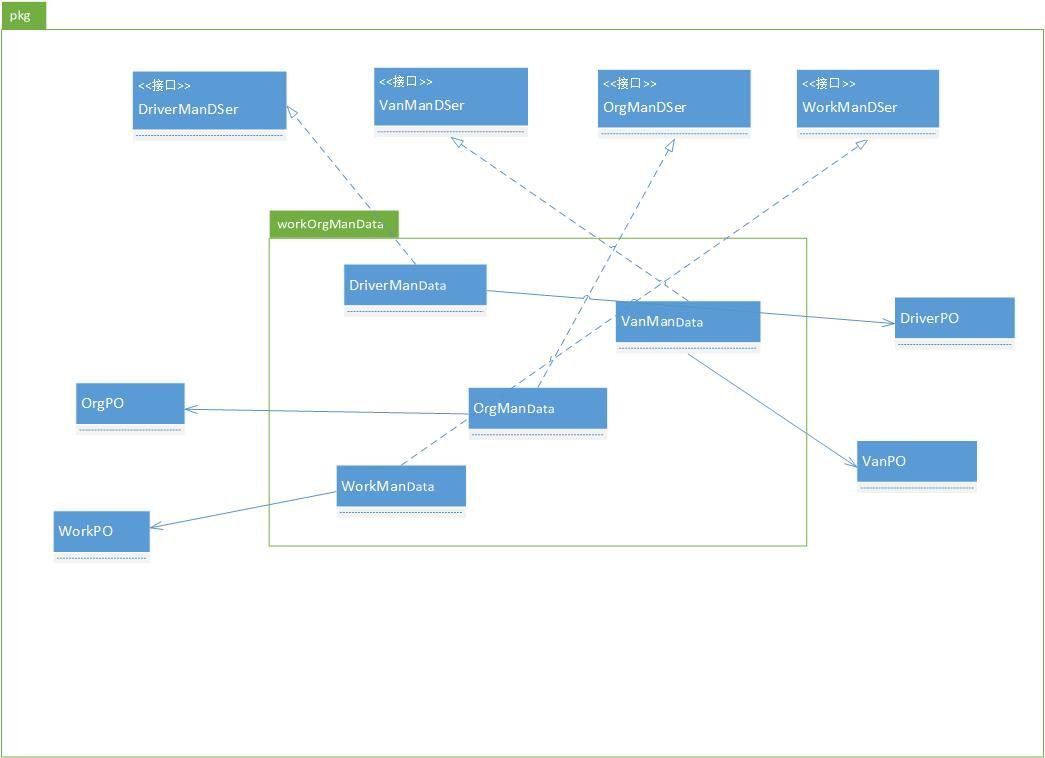 pkg
<<接口>>
DriverManDSer
<<接口>>
VanManDSer
<<接口>>
OrgManDSer
<<接口>>
WorkManDSer
workOrgManData
DriverManData
VanManData
DriverPO
OrgPO
OrgManData
VanPO
WorkManData
WorkPO